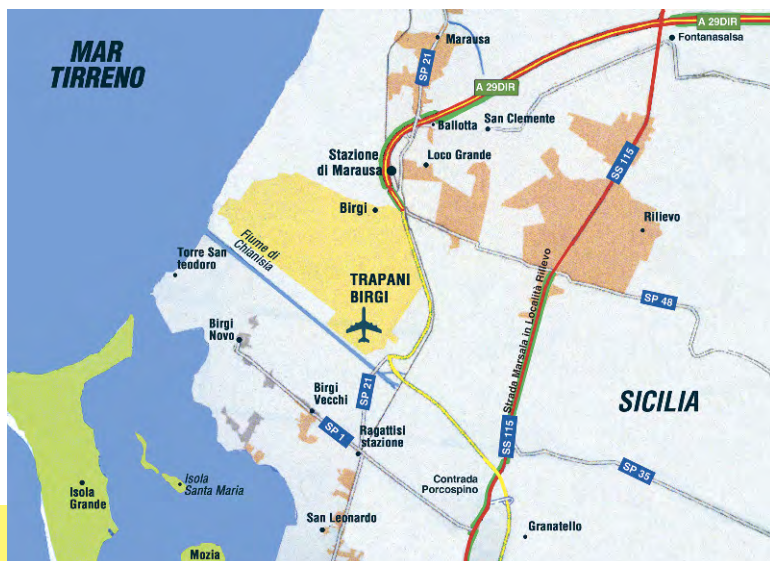 MAR
TIRRENO
Marausa
SP 21
A 29DIR
Fontanasalsa
A 29DIR
Ballotta
San Clemente
Stazione
di Marausa
Loco Grande
SS 115
Birgi
Rilievo
Fiume di
Chianisia
Torre San
teodoro
TRAPANI
BIRGI
SP 48
Birgi
Novo
Strada Marsala in Località Rillevo
Birgi
Vecchi
SP 21
SICILIA
SP 1
Ragattisi
stazione
SS 115
SP 35
Contrada
Porcospino
Isola
Grande
Isola
Santa Maria
San Leonardo
Granatello
Mozia